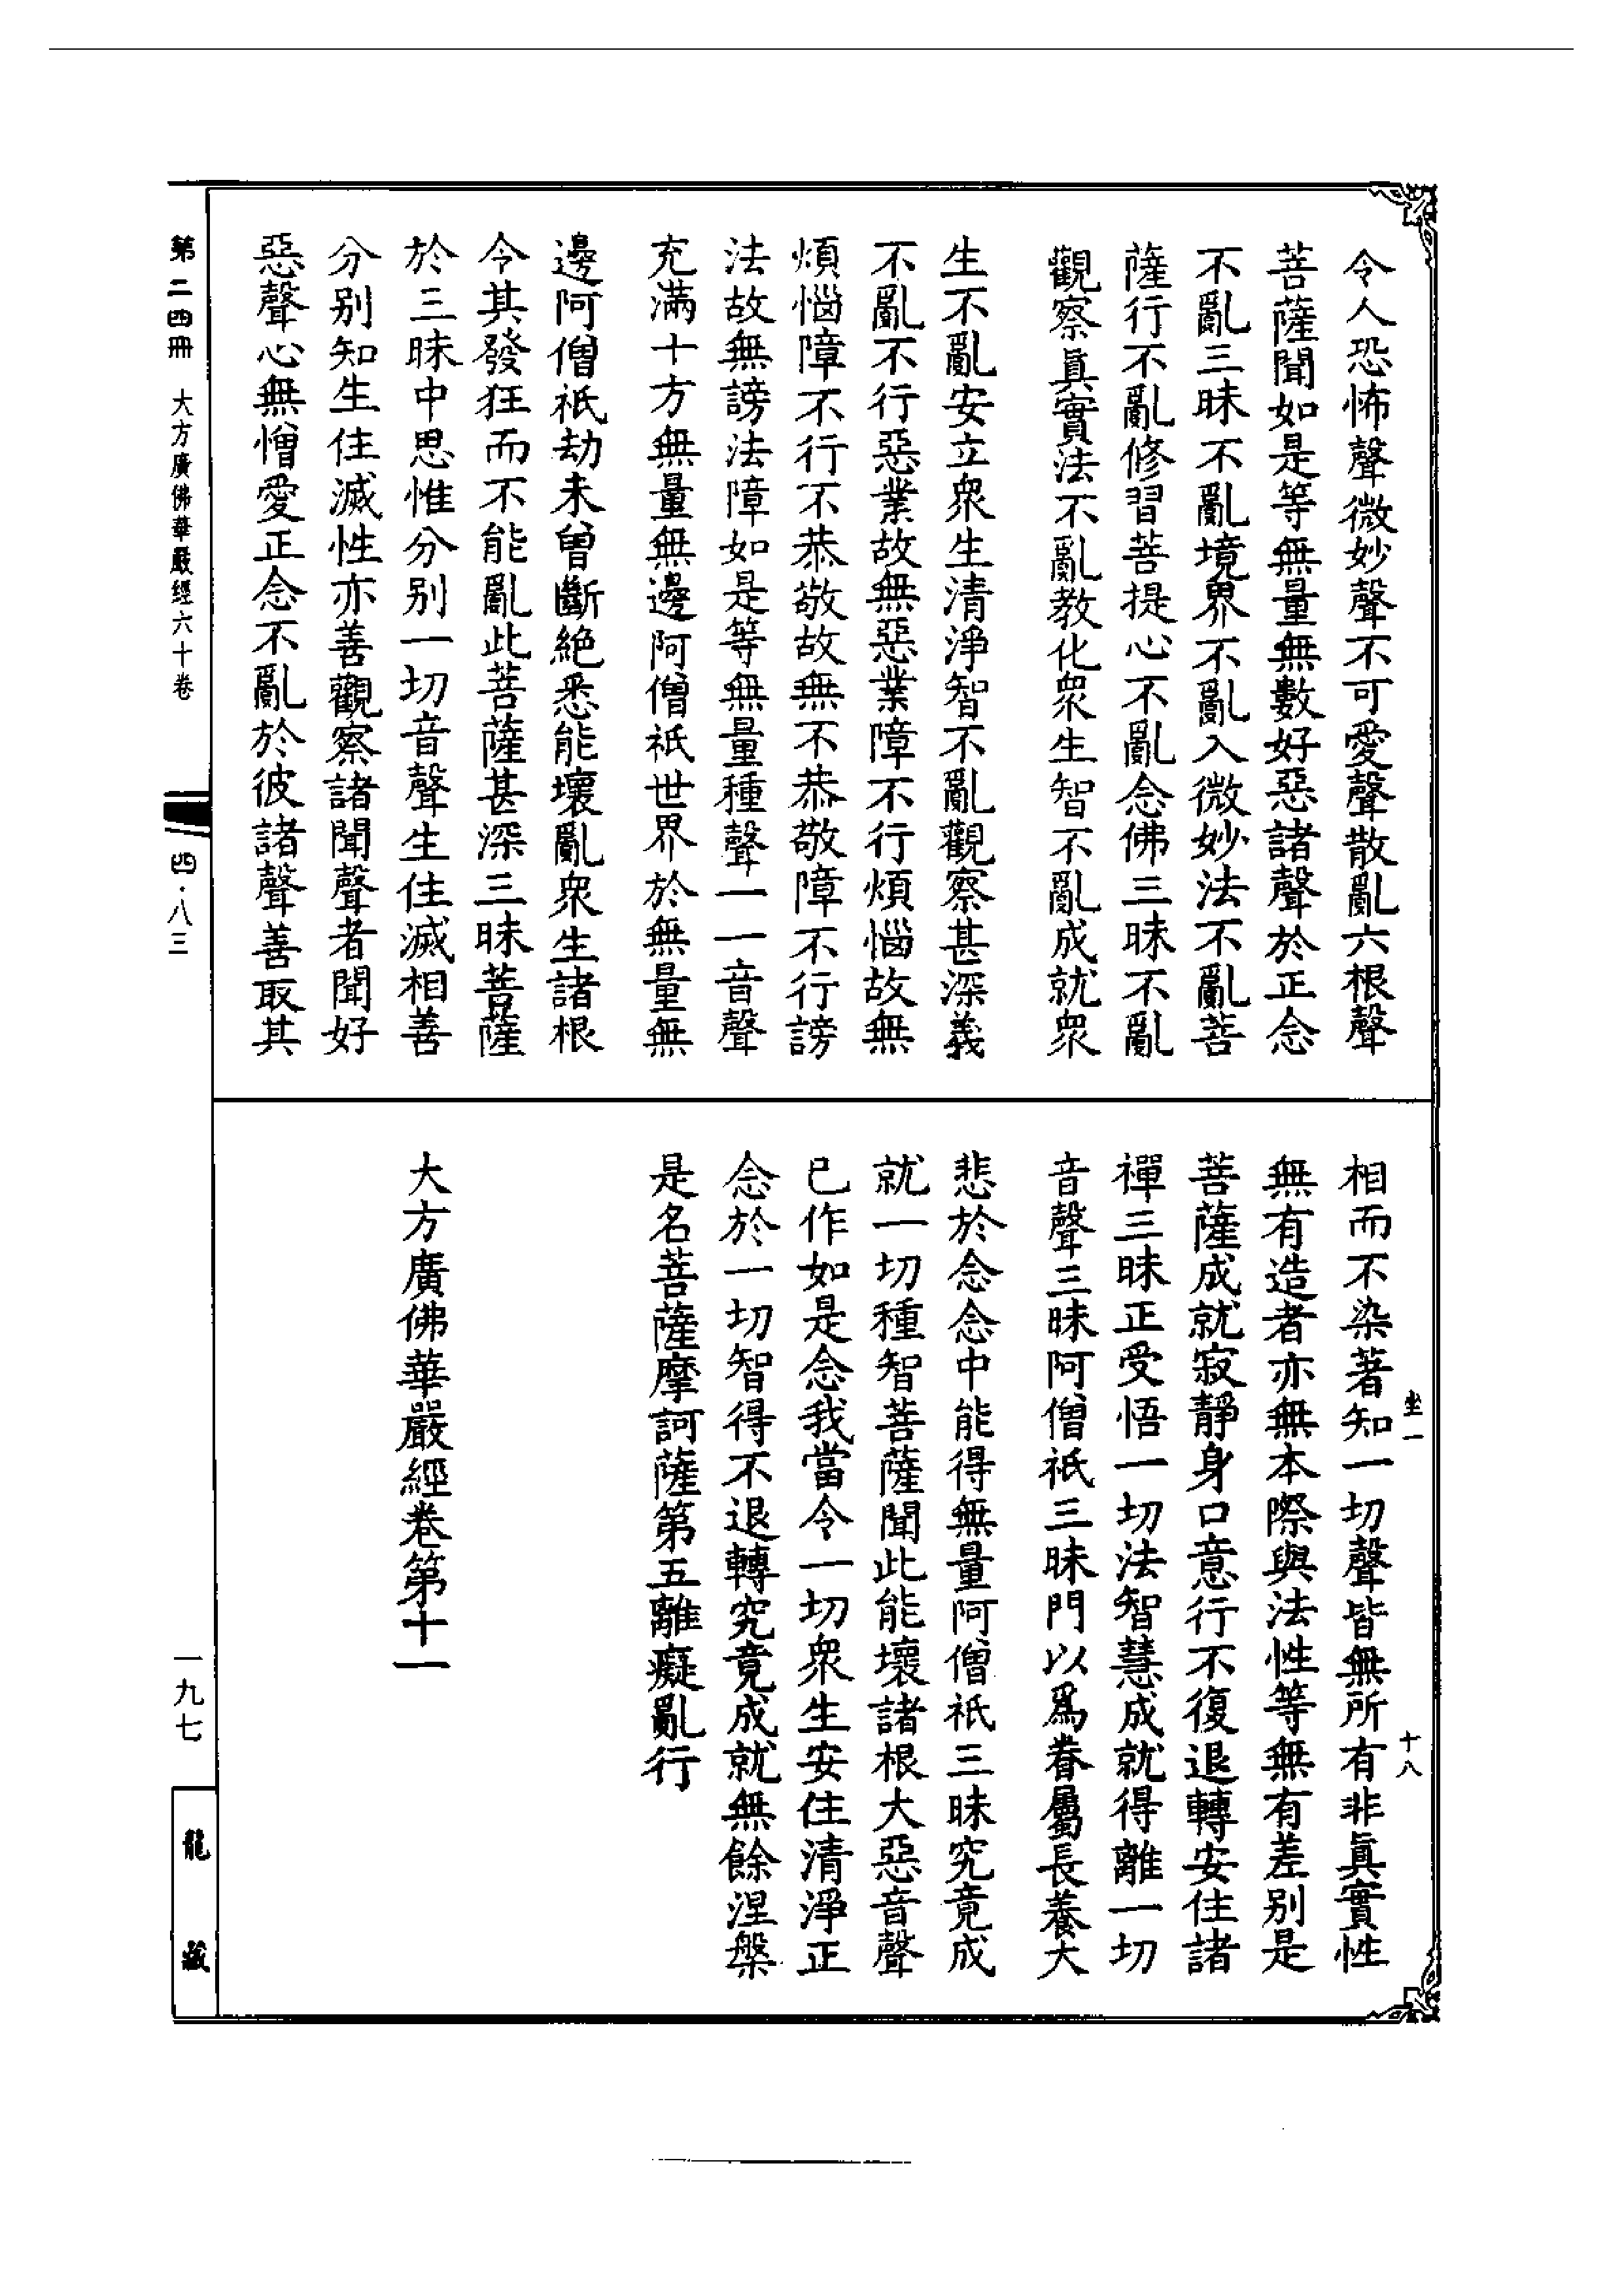 令人恐怖聲微妙聲不可愛聲散亂六根聲
菩薩聞如是等無量無數好惡諸聲於正念
不亂三昧不亂境界不亂入微妙法不亂菩
薩行不亂修習菩提心不亂念佛三昧不亂
觀察眞實法不亂教化眾生智不亂成就眾
生不亂安立眾生清淨智不亂觀察甚深義
不亂不行惡業故無惡業障不行煩惱故無
煩惱障不行不恭敬故無不恭敬障不行謗
法故無謗法障如是等無量種聲一一音聲
充滿十方無量無邊阿僧祇世界於無量無
邊阿僧祇劫未曾斷絕悉能壞亂眾生諸根
令其發狂而不能亂此菩薩甚深三昧菩薩
於三昧中思惟分別一切音聲生住滅相善
分別知生住滅性亦善觀察諸聞聲者聞好
惡聲心無憎愛正念不亂於彼諸聲善取其
相而不染著知一切聲皆無所有非眞實性
無有造者亦無本際與法性等無有差別是
菩薩成就寂靜身口意行不復退轉安住諸
禪三昧正受悟一切法智慧成就得離一切
音聲三昧阿僧祇三昧門以爲眷屬長養大
悲於念念中能得無量阿僧祇三昧究竟成
就一切種智菩薩聞此能壞諸根大惡音聲
已作如是念我當令一切眾生安住清淨正
念於一切智得不退轉究竟成就無餘涅槃
是名菩薩摩訶薩第五離癡亂行
大方廣佛華嚴經卷第十一
坐一
十八
第二四冊 大方廣佛華嚴經六十卷
四·八三
一九七
龍藏